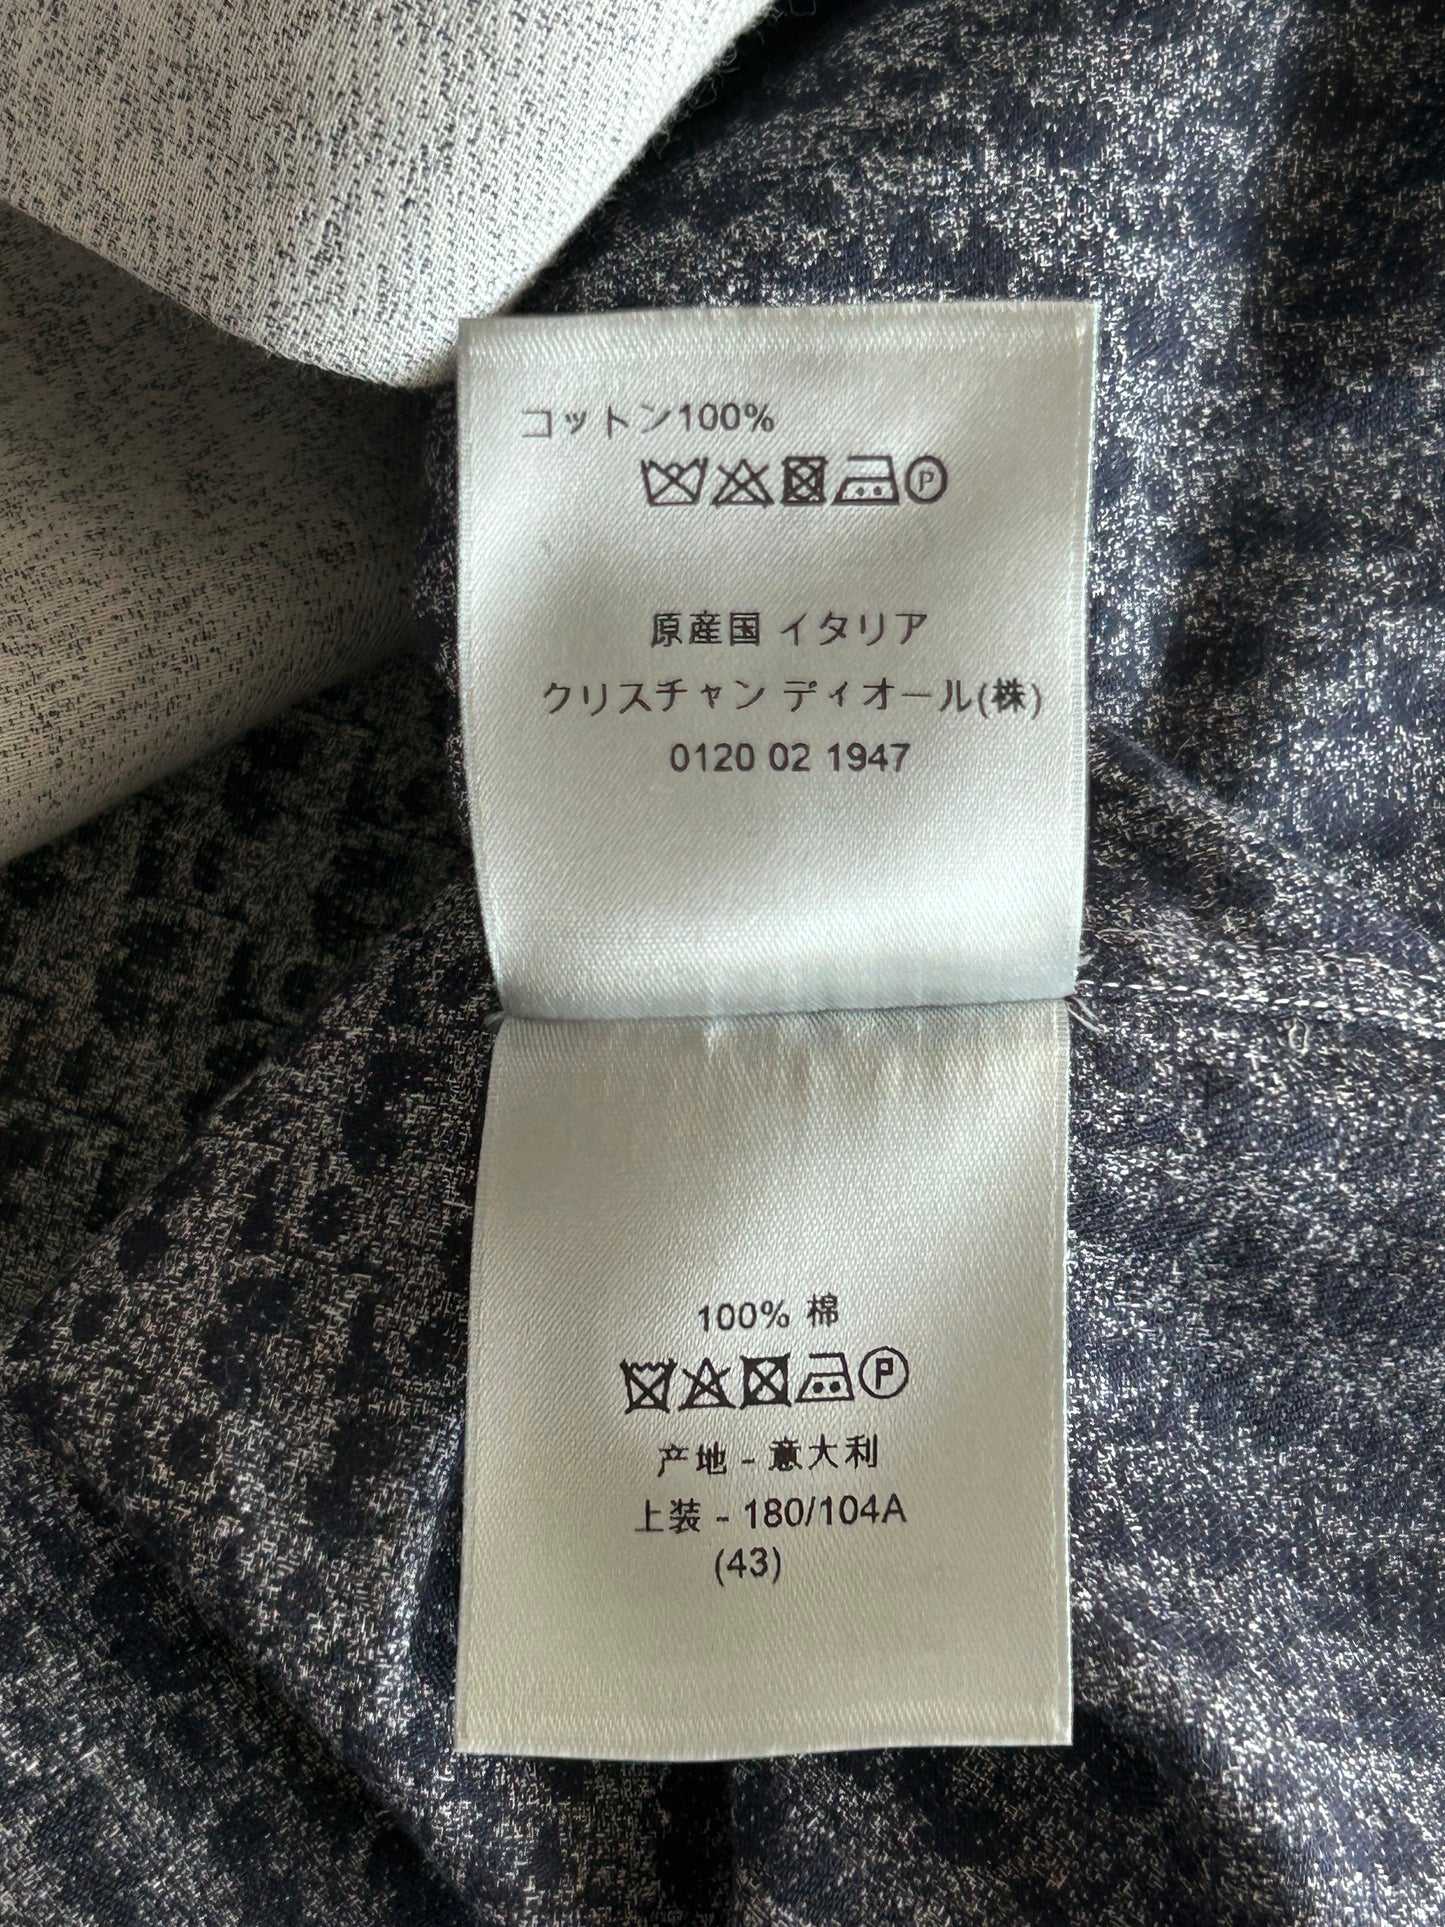 コットン100%
P
原産国 イタリア
クリスチャン ディオール(株)
0120 02 1947
100% 棉
P
产地 - 意大利
上装 - 180/104A
(43)